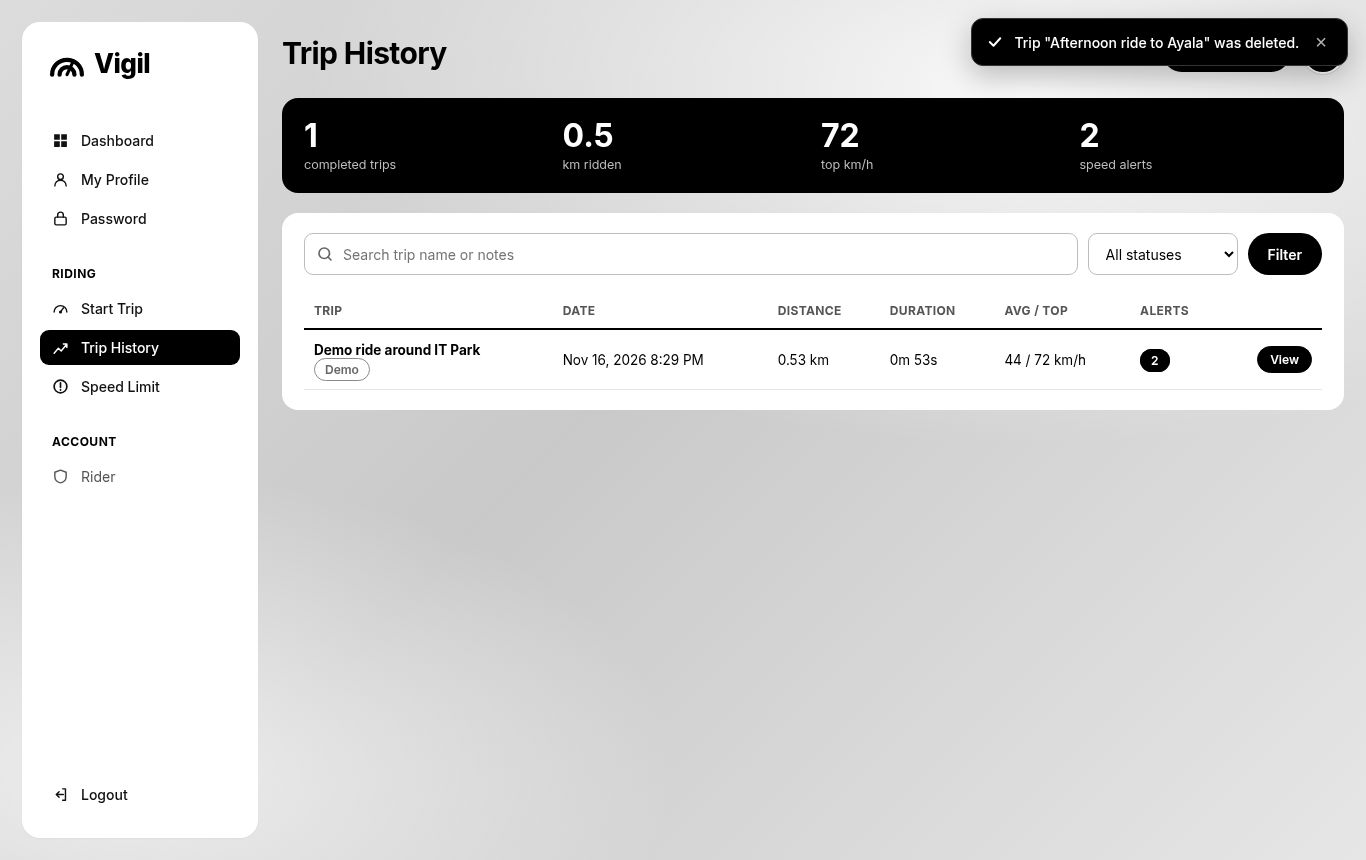 Vigil
Dashboard
My Profile
Password
RIDING
Start Trip
Trip History
Speed Limit
ACCOUNT
Rider
Logout
Trip History
Trip "Afternoon ride to Ayala" was deleted.
1
completed trips
0.5
km ridden
72
top km/h
2
speed alerts
Search trip name or notes
All statuses
Filter
TRIP DATE DISTANCE DURATION AVG / TOP ALERTS
Demo ride around IT Park
Demo
Nov 16, 2026 8:29 PM 0.53 km 0m 53s 44 / 72 km/h 2 View